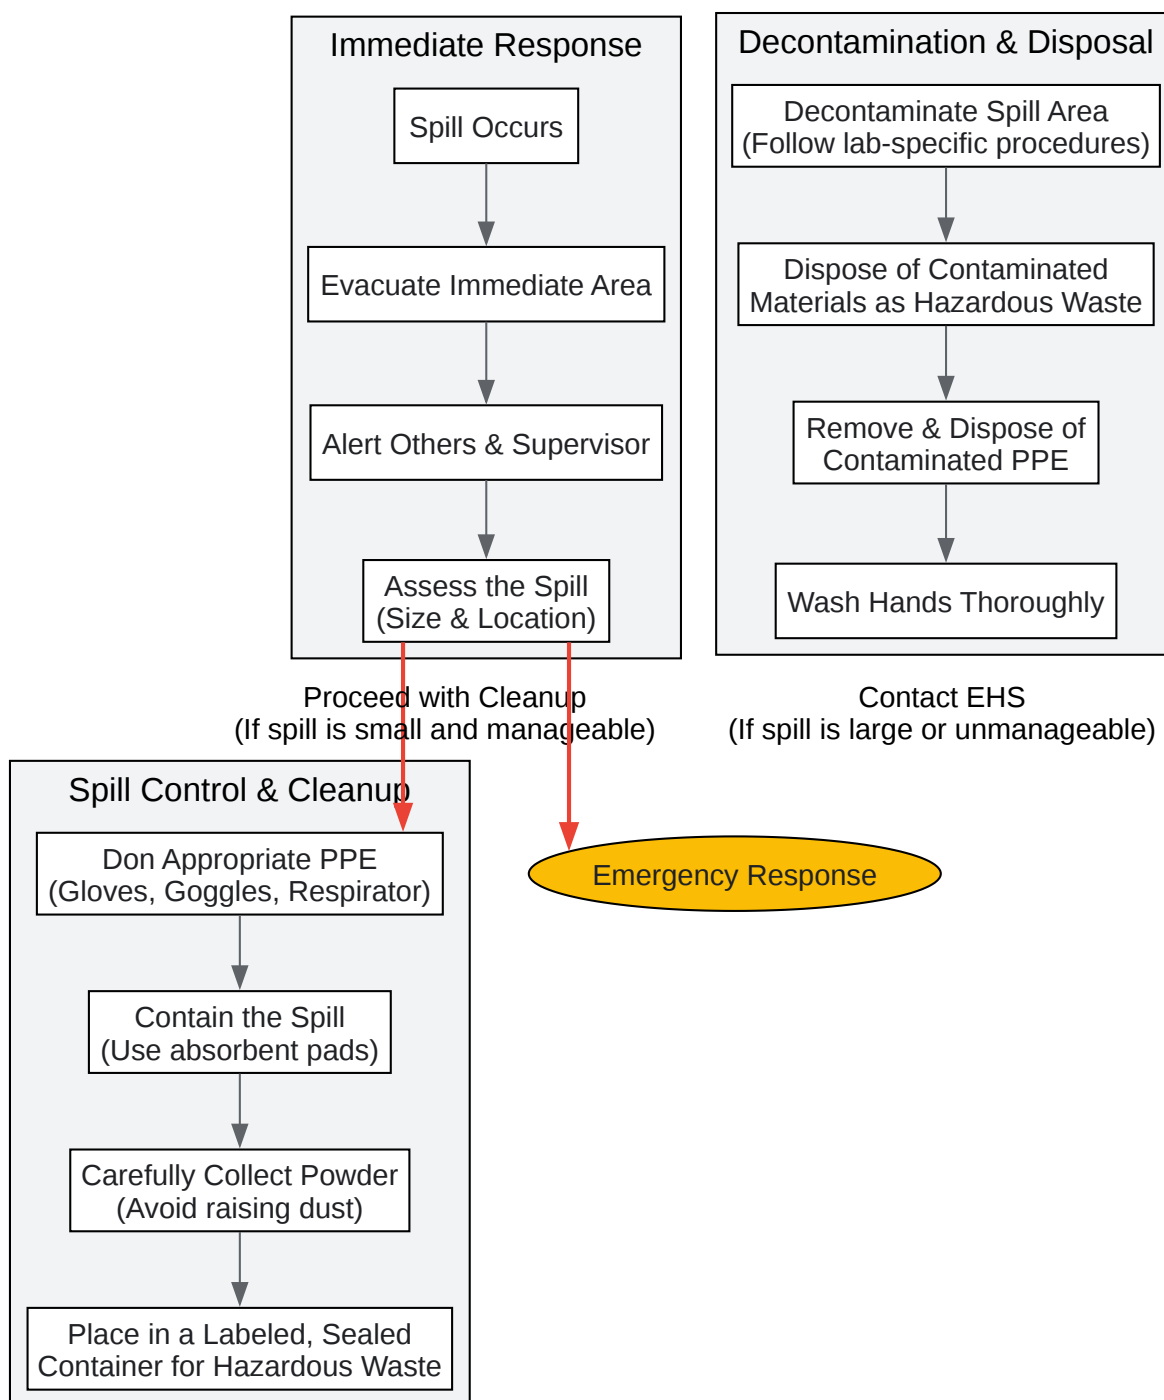 Immediate Response
Spill Occurs
Evacuate Immediate Area
Alert Others & Supervisor
Assess the Spill
(Size & Location)
Decontamination & Disposal
Decontaminate Spill Area
(Follow lab-specific procedures)
Dispose of Contaminated
Materials as Hazardous Waste
Remove & Dispose of
Contaminated PPE
Wash Hands Thoroughly
Proceed with Cleanup
(If spill is small and manageable)
Contact EHS
(If spill is large or unmanageable)
Spill Control & Cleanup
Don Appropriate PPE
(Gloves, Goggles, Respirator)
Contain the Spill
(Use absorbent pads)
Carefully Collect Powder
(Avoid raising dust)
Place in a Labeled, Sealed
Container for Hazardous Waste
Emergency Response